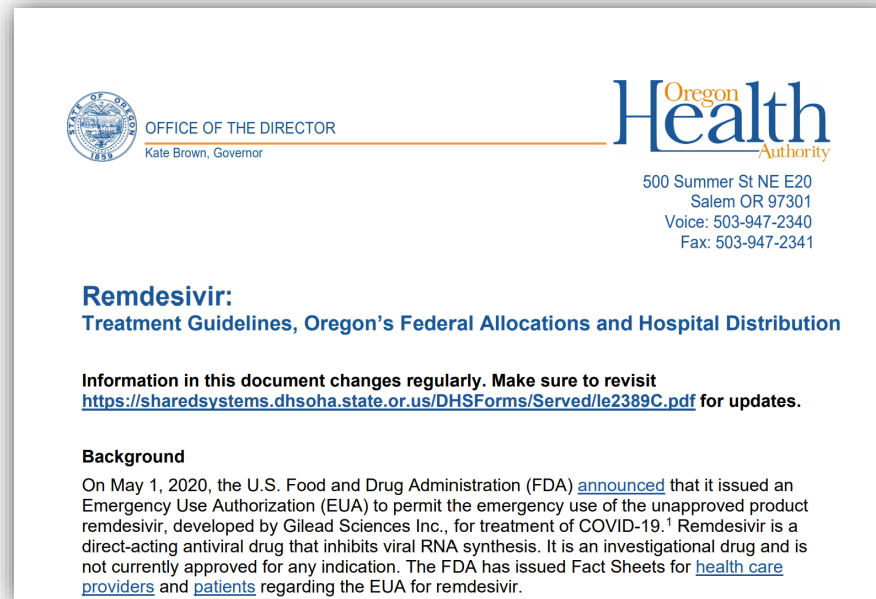 STATE OF OREGON
1859
OFFICE OF THE DIRECTOR
Kate Brown, Governor
Oregon
Health
Authority
500 Summer St NE E20
Salem OR 97301
Voice: 503-947-2340
Fax: 503-947-2341
Remdesivir:
Treatment Guidelines, Oregon’s Federal Allocations and Hospital Distribution
Information in this document changes regularly. Make sure to revisit
https://sharedsystems.dhsoha.state.or.us/DHSForms/Served/le2389C.pdf for updates.
Background
On May 1, 2020, the U.S. Food and Drug Administration (FDA) announced that it issued an
Emergency Use Authorization (EUA) to permit the emergency use of the unapproved product
remdesivir, developed by Gilead Sciences Inc., for treatment of COVID-19.¹ Remdesivir is a
direct-acting antiviral drug that inhibits viral RNA synthesis. It is an investigational drug and is
not currently approved for any indication. The FDA has issued Fact Sheets for health care
providers and patients regarding the EUA for remdesivir.